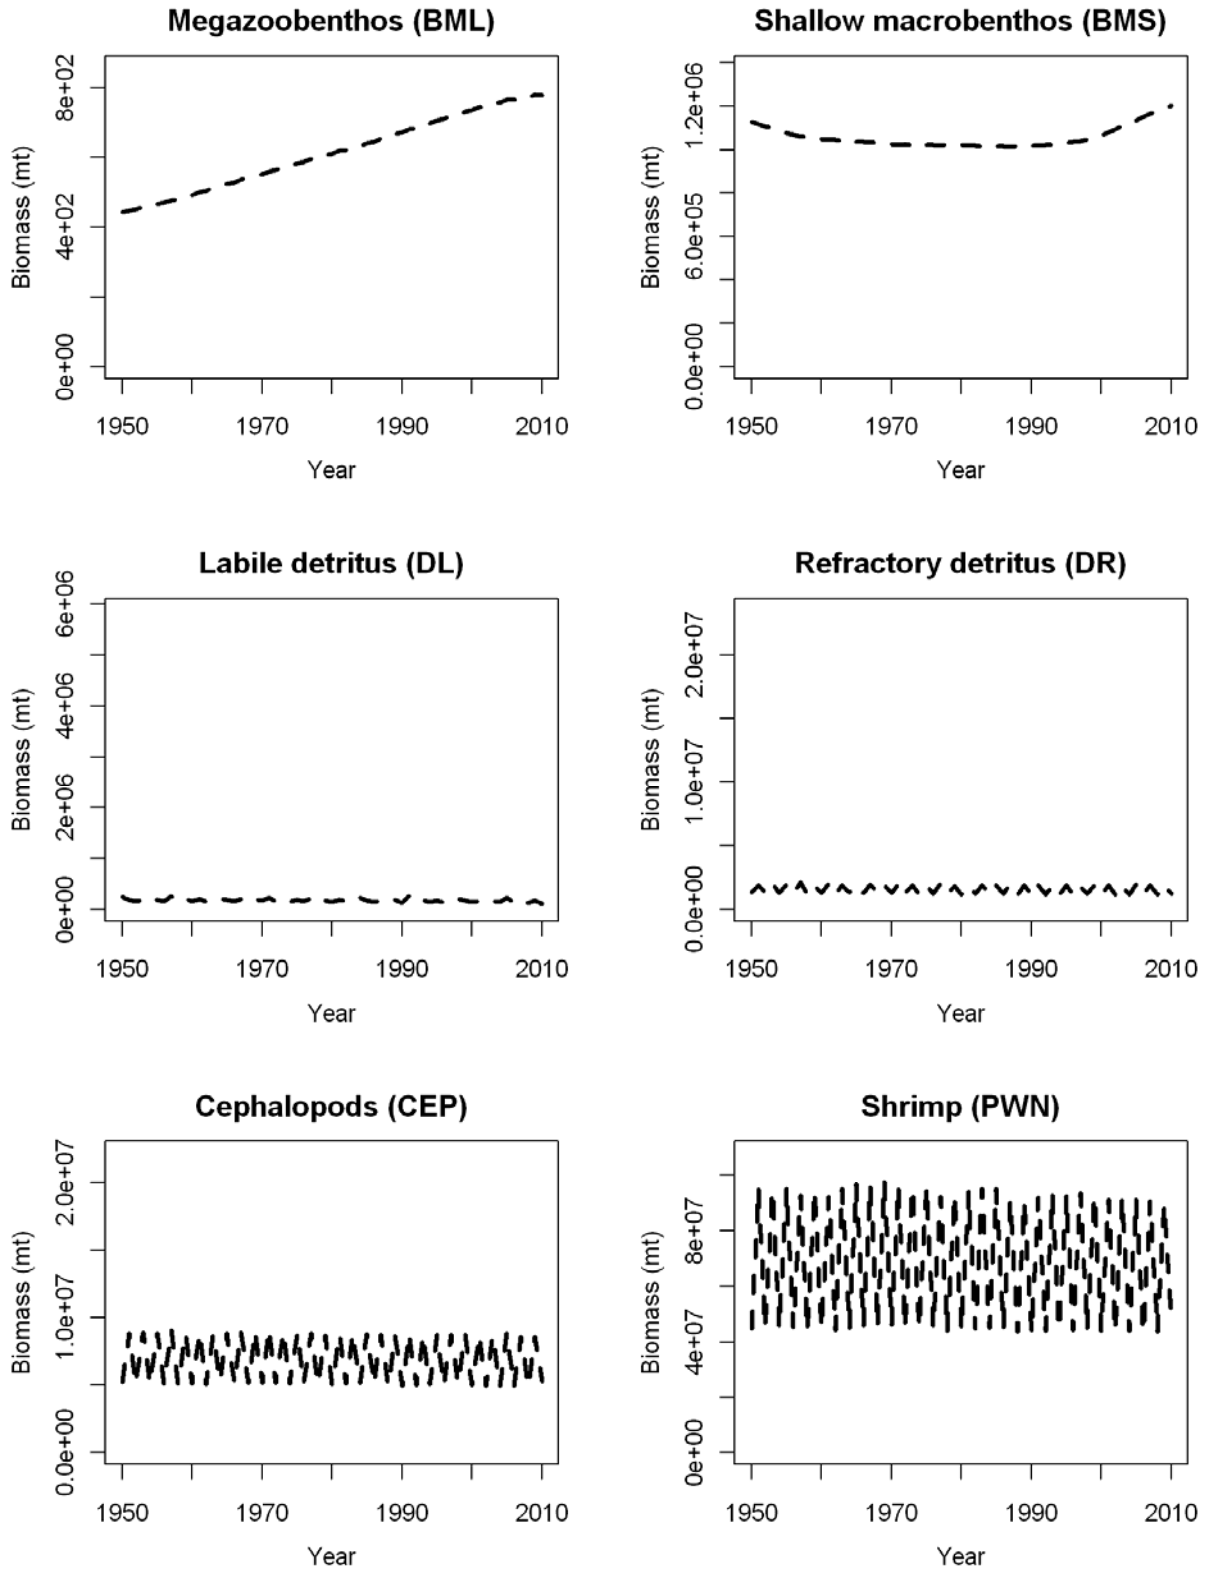 Megazoobenthos (BML)
Biomass (mt)
8e+02
4e+02
0e+00
1950 1970 1990 2010
Year
Shallow macrobenthos (BMS)
Biomass (mt)
1.2e+06
6.0e+05
0.0e+00
1950 1970 1990 2010
Year
Labile detritus (DL)
Biomass (mt)
6e+06
4e+06
2e+06
0e+00
1950 1970 1990 2010
Year
Refractory detritus (DR)
Biomass (mt)
2.0e+07
1.0e+07
0.0e+00
1950 1970 1990 2010
Year
Cephalopods (CEP)
Biomass (mt)
2.0e+07
1.0e+07
0.0e+00
1950 1970 1990 2010
Year
Shrimp (PWN)
Biomass (mt)
8e+07
4e+07
0e+00
1950 1970 1990 2010
Year